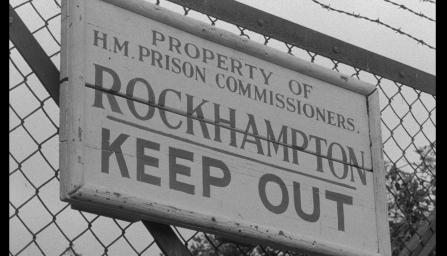 PROPERTY OF
H.M. PRISON COMMISSIONERS.
ROCKHAMPTON
KEEP OUT